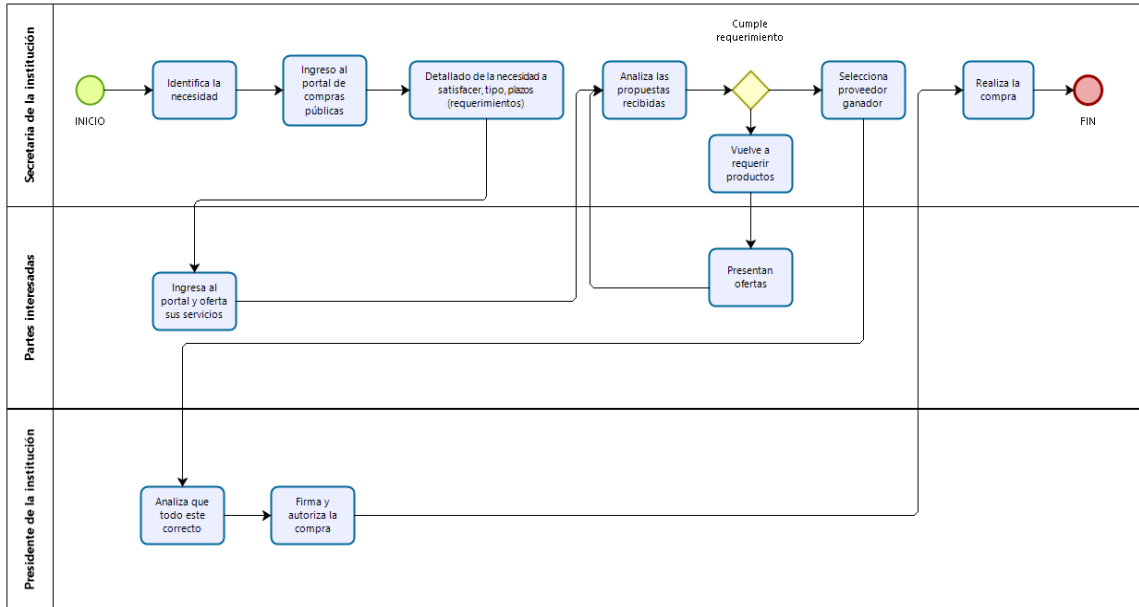 Secretaria de la institución
INICIO
Identifica la
necesidad
Ingreso al
portal de
compras
públicas
Detallado de la necesidad a
satisfacer, tipo, plazos
(requerimientos)
Analiza las
propuestas
recibidas
Cumple
requerimiento
Selecciona
proveedor
ganador
Realiza la
compra
FIN
Vuelve a
requerir
productos
Partes interesadas
Ingresa al
portal y oferta
sus servicios
Presentan
ofertas
Presidente de la institución
Analiza que
todo este
correcto
Firma y
autoriza la
compra